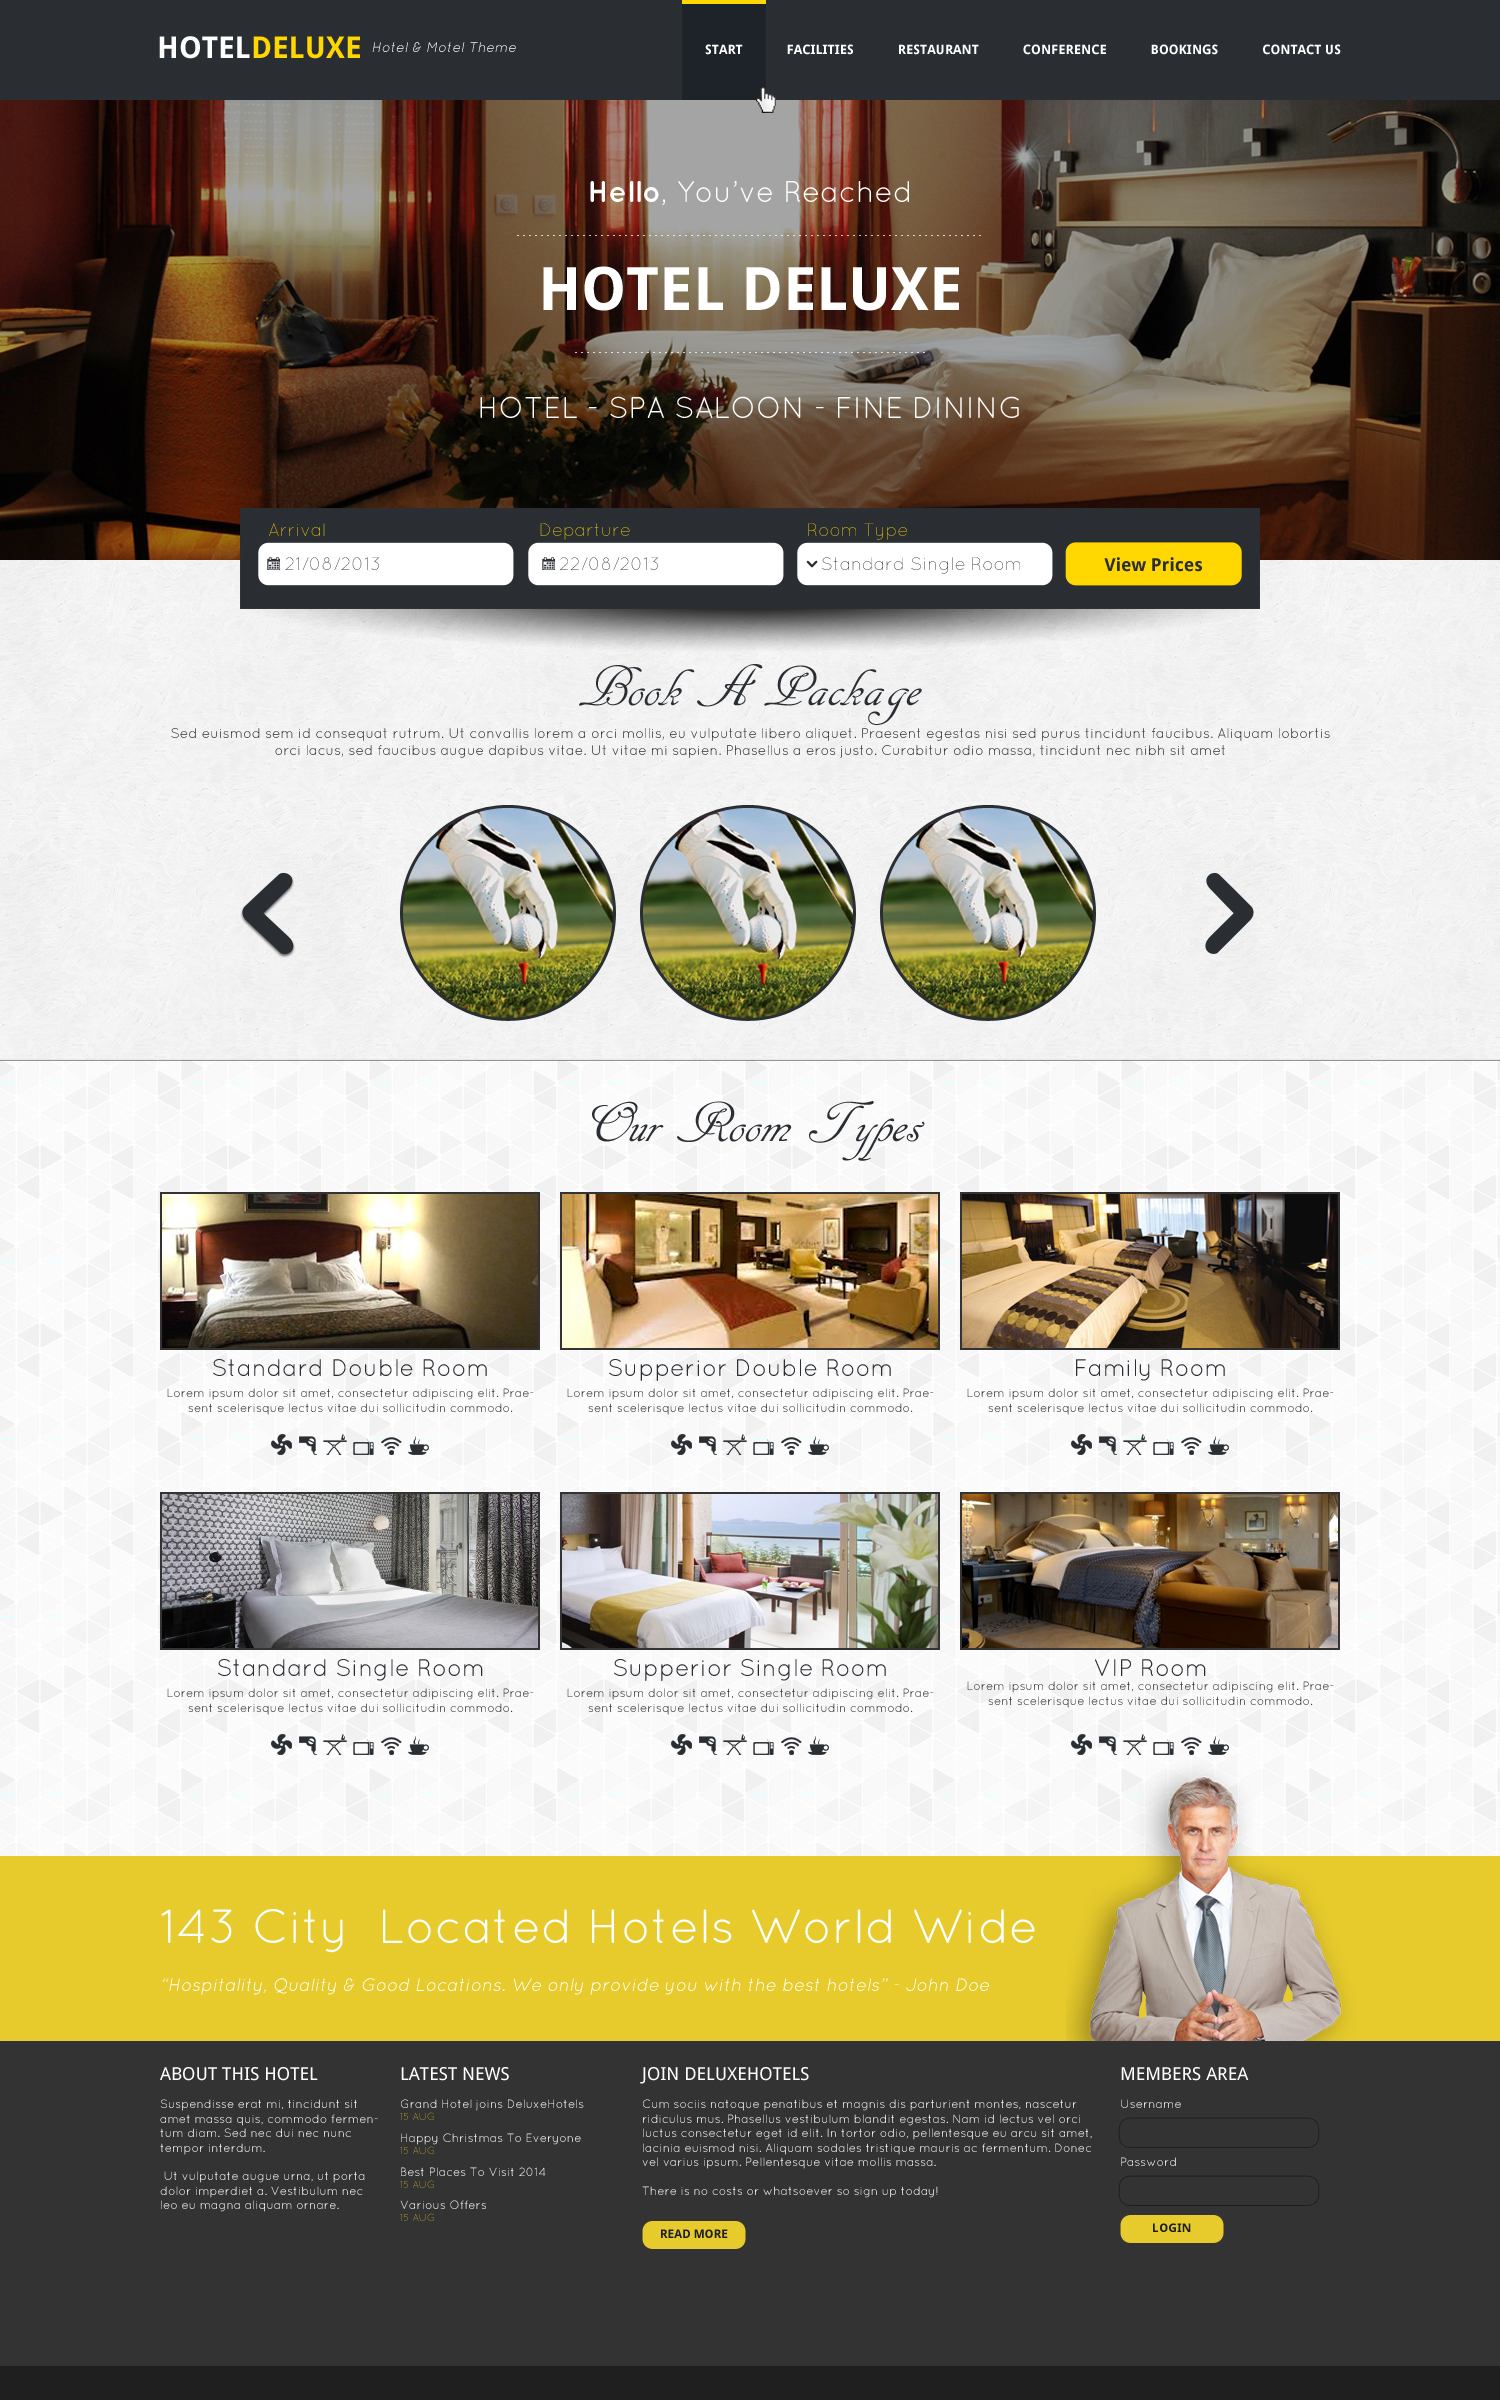 HOTELDELUXE Hotel & Motel Theme
START FACILITIES RESTAURANT CONFERENCE BOOKINGS CONTACT US
Hello, You've Reached
HOTEL DELUXE
HOTEL - SPA SALOON - FINE DINING
Arrival Departure Room Type
21/08/2013 22/08/2013 Standard Single Room View Prices
Book A Package
Sed euismod sem id consequat rutrum. Ut convallis lorem a orci mollis, eu vulputate libero aliquet. Praesent egestas nisi sed purus tincidunt faucibus. Aliquam lobortis
orci lacus, sed faucibus augue dapibus vitae. Ut vitae mi sapien. Phasellus a eros justo. Curabitur odio massa, tincidunt nec nibh sit amet
Our Room Types
Standard Double Room
Lorem ipsum dolor sit amet, consectetur adipiscing elit. Prae-
sent scelerisque lectus vitae dui sollicitudin commodo.
Supperior Double Room
Lorem ipsum dolor sit amet, consectetur adipiscing elit. Prae-
sent scelerisque lectus vitae dui sollicitudin commodo.
Family Room
Lorem ipsum dolor sit amet, consectetur adipiscing elit. Prae-
sent scelerisque lectus vitae dui sollicitudin commodo.
Standard Single Room
Lorem ipsum dolor sit amet, consectetur adipiscing elit. Prae-
sent scelerisque lectus vitae dui sollicitudin commodo.
Supperior Single Room
Lorem ipsum dolor sit amet, consectetur adipiscing elit. Prae-
sent scelerisque lectus vitae dui sollicitudin commodo.
VIP Room
Lorem ipsum dolor sit amet, consectetur adipiscing elit. Prae-
sent scelerisque lectus vitae dui sollicitudin commodo.
143 City Located Hotels World Wide
"Hospitality, Quality & Good Locations. We only provide you with the best hotels" - John Doe
ABOUT THIS HOTEL
Suspendisse erat mi, tincidunt sit
amet massa quis, commodo fermen-
tum diam. Sed nec dui nec nunc
tempor interdum.
Ut vulputate augue urna, ut porta
dolor imperdiet a. Vestibulum nec
leo eu magna aliquam ornare.
LATEST NEWS
Grand Hotel joins DeluxeHotels
15 AUG
Happy Christmas To Everyone
15 AUG
Best Places To Visit 2014
15 AUG
Various Offers
15 AUG
JOIN DELUXEHOTELS
Cum sociis natoque penatibus et magnis dis parturient montes, nascetur
ridiculus mus. Phasellus vestibulum blandit egestas. Nam id lectus vel orci
luctus consectetur eget id elit. In tortor odio, pellentesque eu arcu sit amet,
lacinia euismod nisi. Aliquam sodales tristique mauris ac fermentum. Donec
vel varius ipsum. Pellentesque vitae mollis massa.
There is no costs or whatsoever so sign up today!
READ MORE
MEMBERS AREA
Username
Password
LOGIN